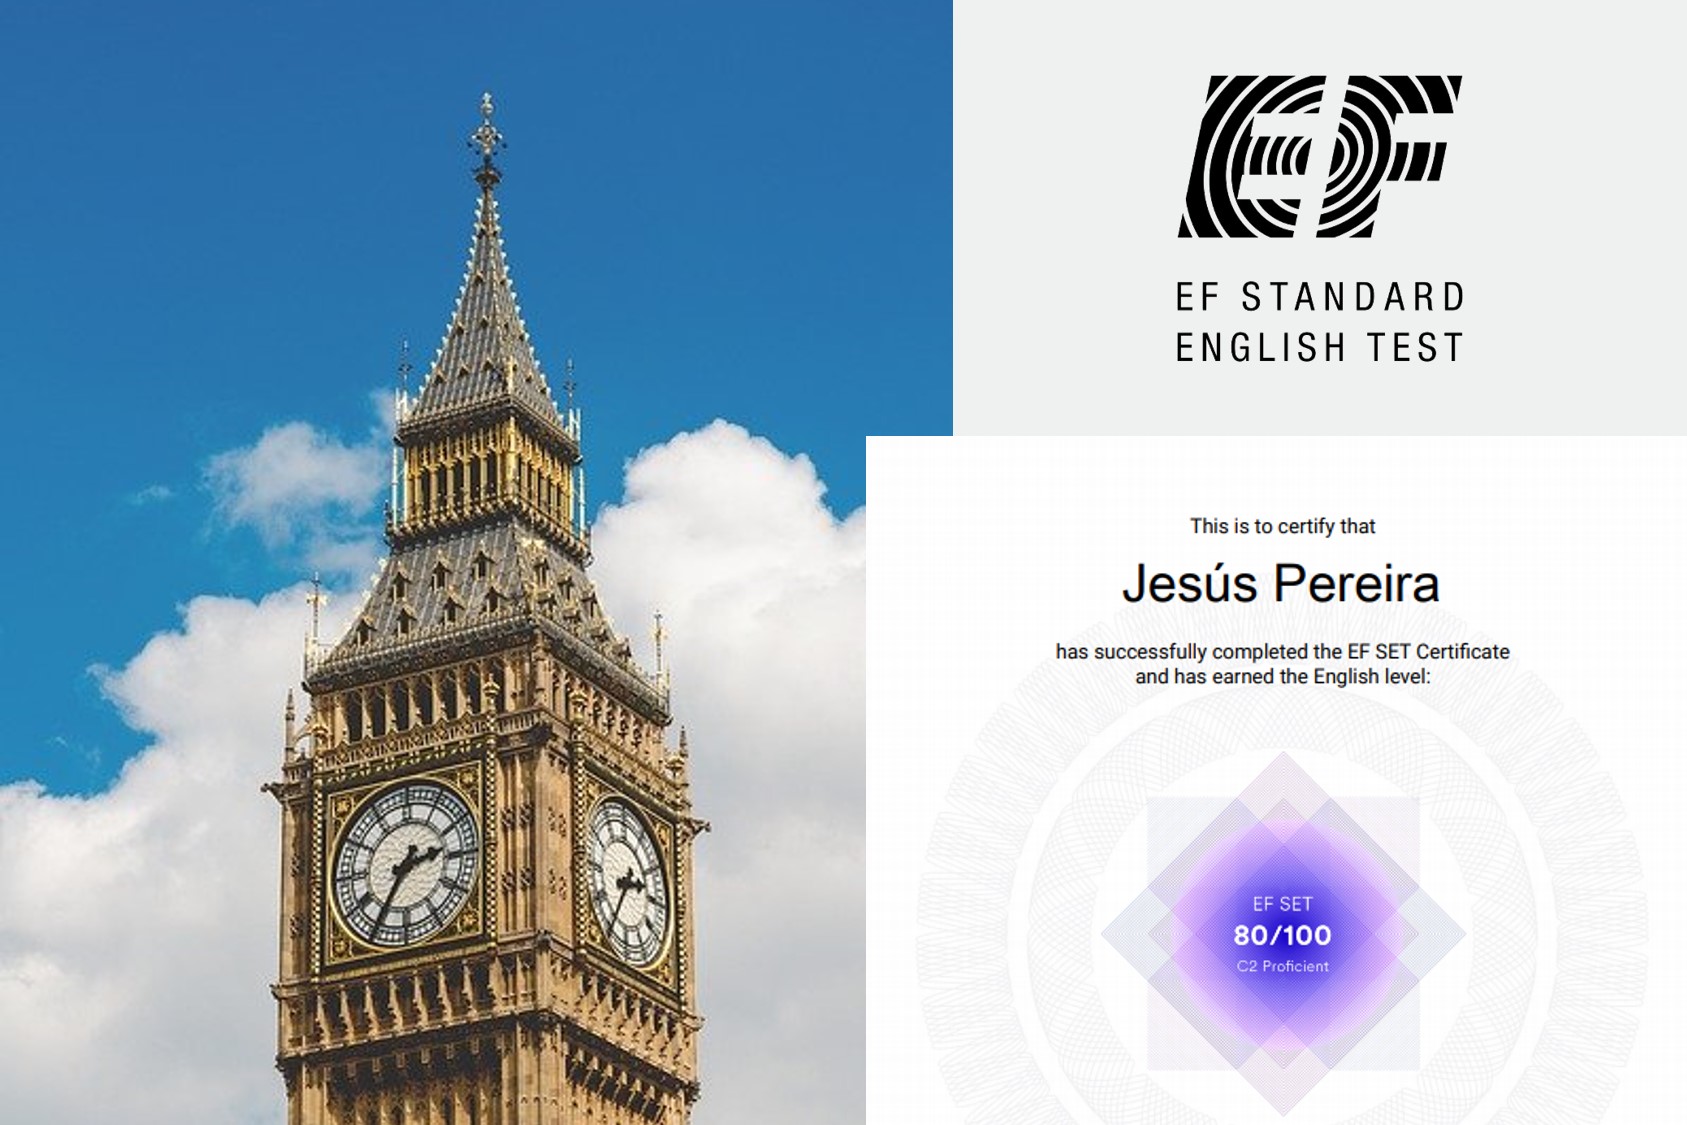 EF
EF STANDARD
ENGLISH TEST
This is to certify that
Jesús Pereira
has successfully completed the EF SET Certificate
and has earned the English level:
EF SET
80/100
C2 Proficient